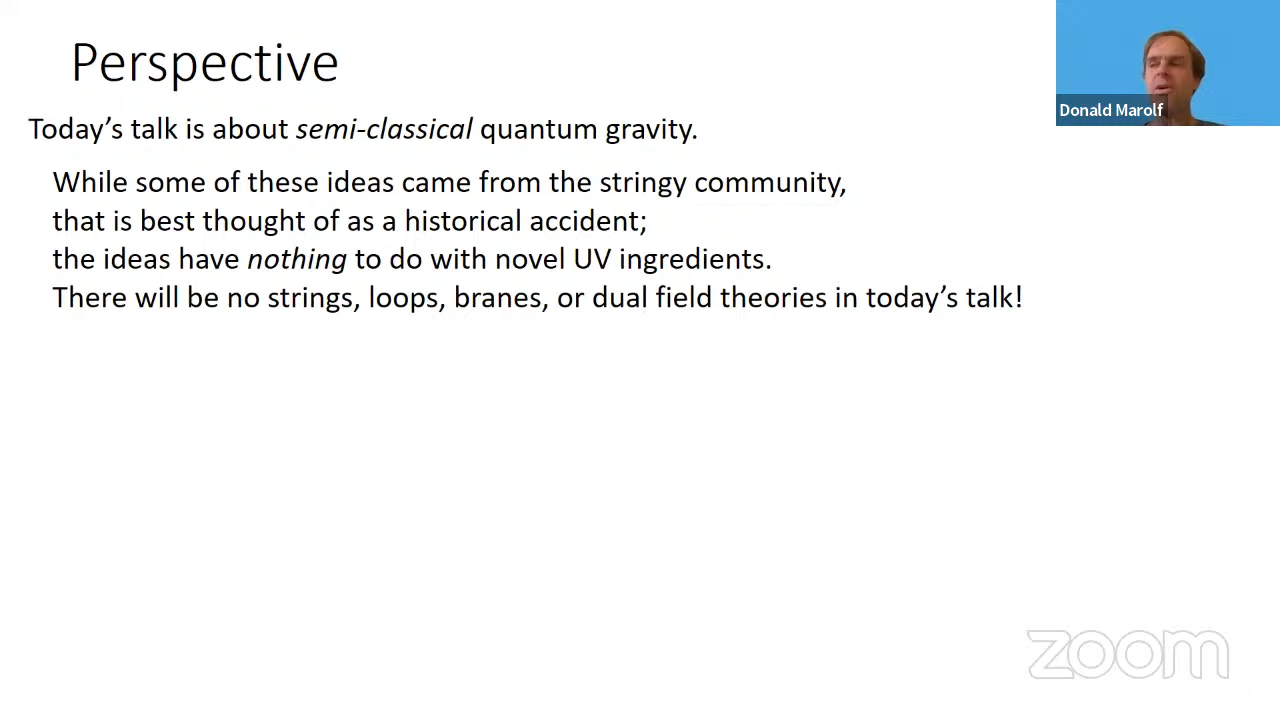 Perspective
Donald Marolf
Today's talk is about semi-classical quantum gravity.
While some of these ideas came from the stringy community,
that is best thought of as a historical accident;
the ideas have nothing to do with novel UV ingredients.
There will be no strings, loops, branes, or dual field theories in today's talk!
zoom